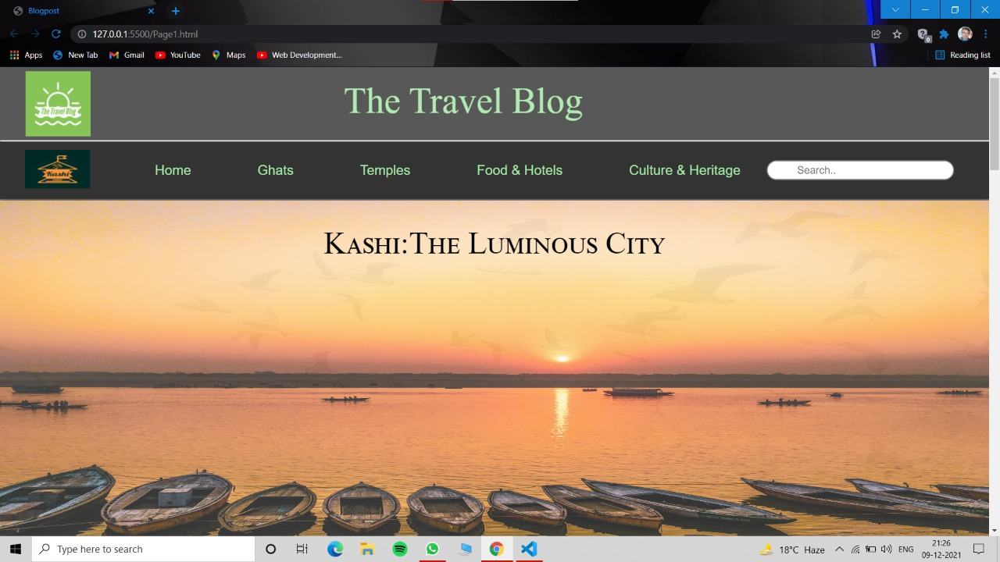 Blogpost
127.0.0.1:5500/Page1.html
0
Apps
New Tab
Gmail
YouTube
Maps
Web Development...
Reading list
The Travel Blog
The Travel Blog
Kashi
Home
Ghats
Temples
Food & Hotels
Culture & Heritage
Search..
Kashi:The Luminous City
Type here to search
18°C Haze
ENG
21:26
09-12-2021